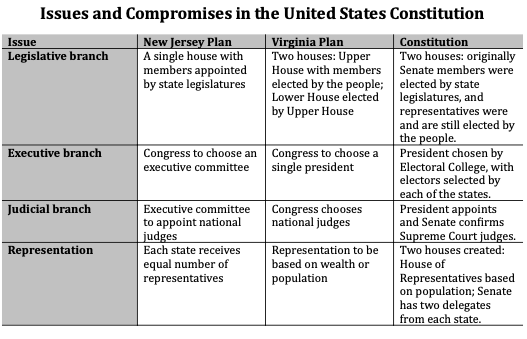 Issues and Compromises in the United States Constitution
Issue
New Jersey Plan
Virginia Plan
Constitution
Legislative branch
A single house with
members appointed
by state legislatures
Two houses: Upper
House with members
elected by the people;
Lower House elected
by Upper House
Two houses: originally
Senate members were
elected by state
legislatures, and
representatives were
and are still elected by
the people.
Executive branch
Congress to choose an
executive committee
Congress to choose a
single president
President chosen by
Electoral College, with
electors selected by
each of the states.
Judicial branch
Executive committee
to appoint national
judges
Congress chooses
national judges
President appoints
and Senate confirms
Supreme Court judges.
Representation
Each state receives
equal number of
representatives
Representation to be
based on wealth or
population
Two houses created:
House of
Representatives based
on population; Senate
has two delegates
from each state.